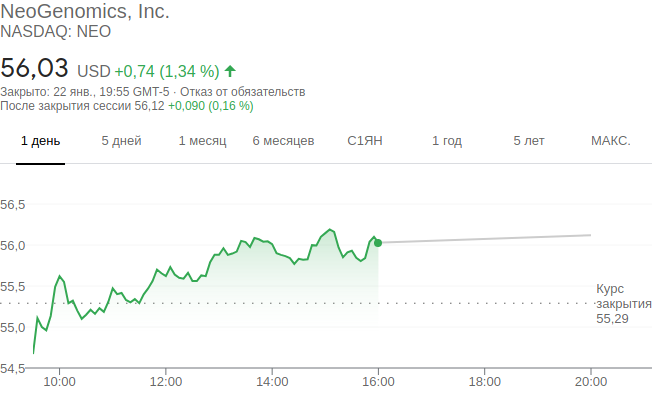 NeoGenomics, Inc.
NASDAQ: NEO
56,03 USD +0,74 (1,34 %)
Закрыто: 22 янв., 19:55 GMT-5 · Отказ от обязательств
После закрытия сессии 56,12 +0,090 (0,16 %)
1 день 5 дней 1 месяц 6 месяцев С1ЯН 1 год 5 лет МАКС.
56,5
56,0
55,5
Курс
закрытия
55,29
55,0
54,5
10:00 12:00 14:00 16:00 18:00 20:00